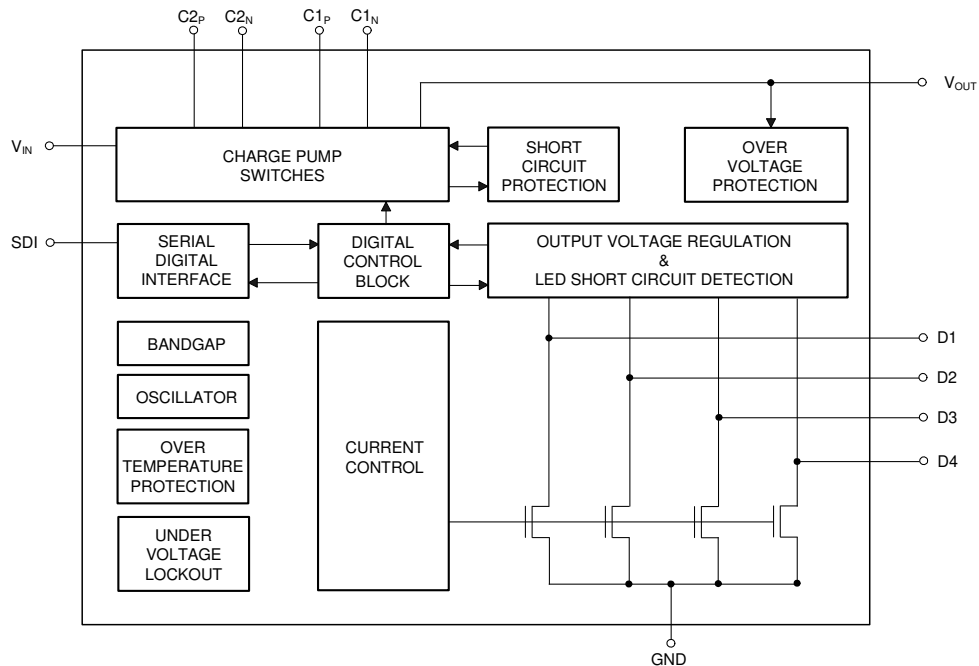 C2P C2N C1P C1N
VOUT
VIN
CHARGE PUMP
SWITCHES
SHORT
CIRCUIT
PROTECTION
OVER
VOLTAGE
PROTECTION
SDI
SERIAL
DIGITAL
INTERFACE
DIGITAL
CONTROL
BLOCK
OUTPUT VOLTAGE REGULATION
&
LED SHORT CIRCUIT DETECTION
BANDGAP
OSCILLATOR
OVER
TEMPERATURE
PROTECTION
UNDER
VOLTAGE
LOCKOUT
CURRENT
CONTROL
D1
D2
D3
D4
GND